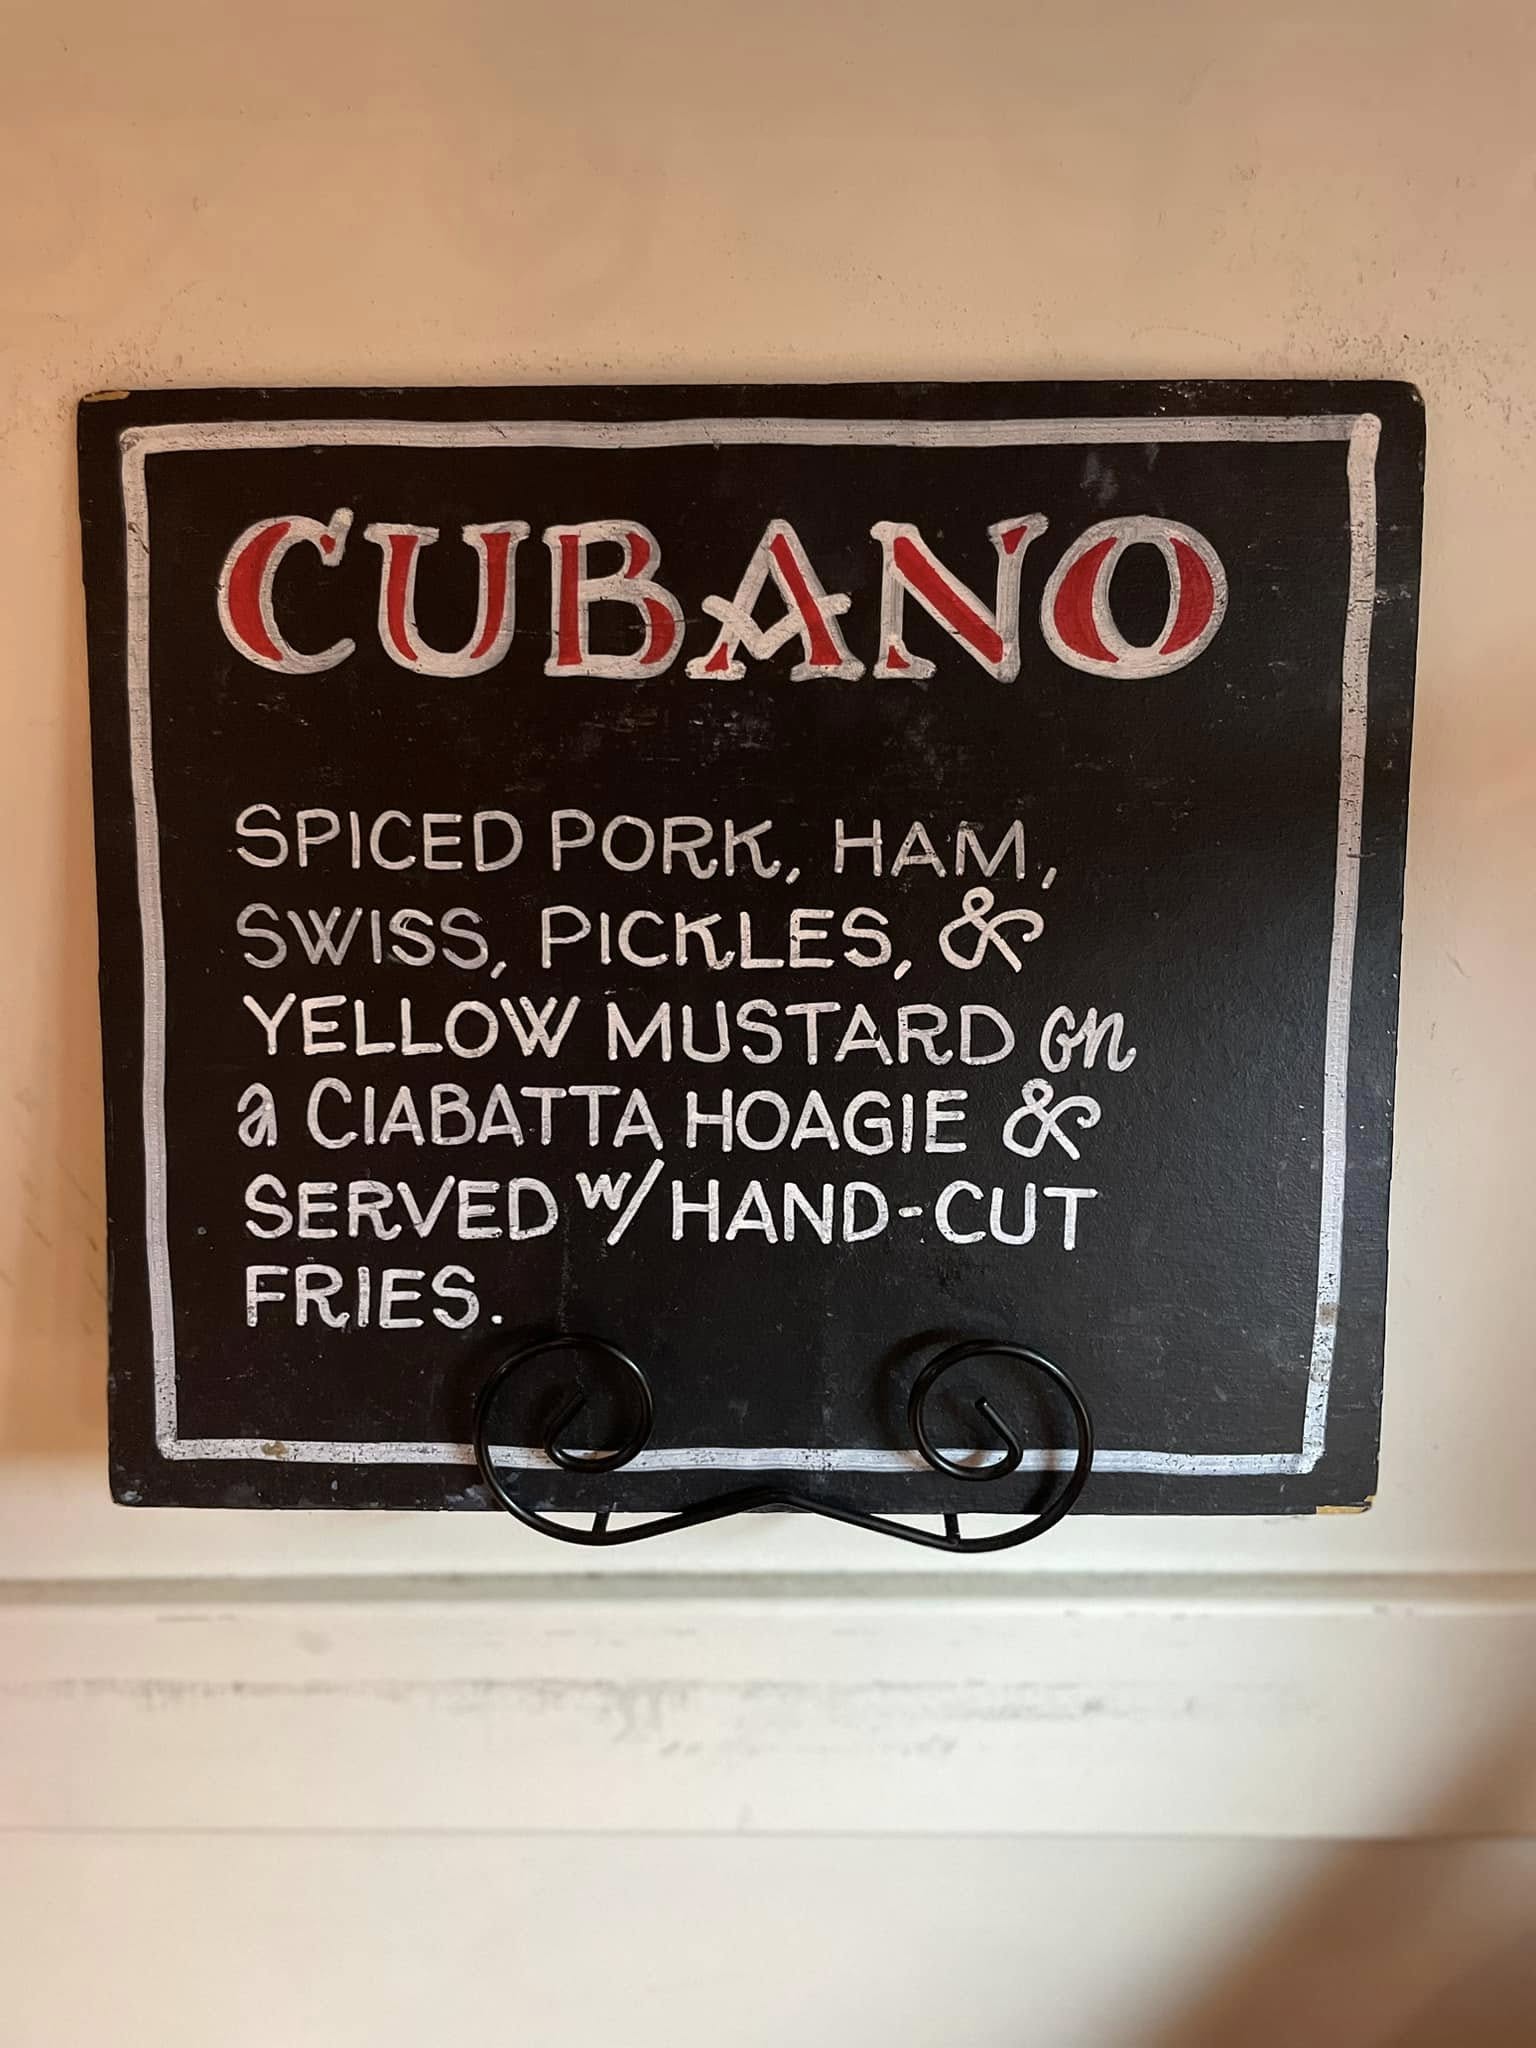 CUBANO
SPICED PORK, HAM,
SWISS, PICKLES, &
YELLOW MUSTARD on
a CIABATTA HOAGIE &
SERVED w/ HAND-CUT
FRIES.